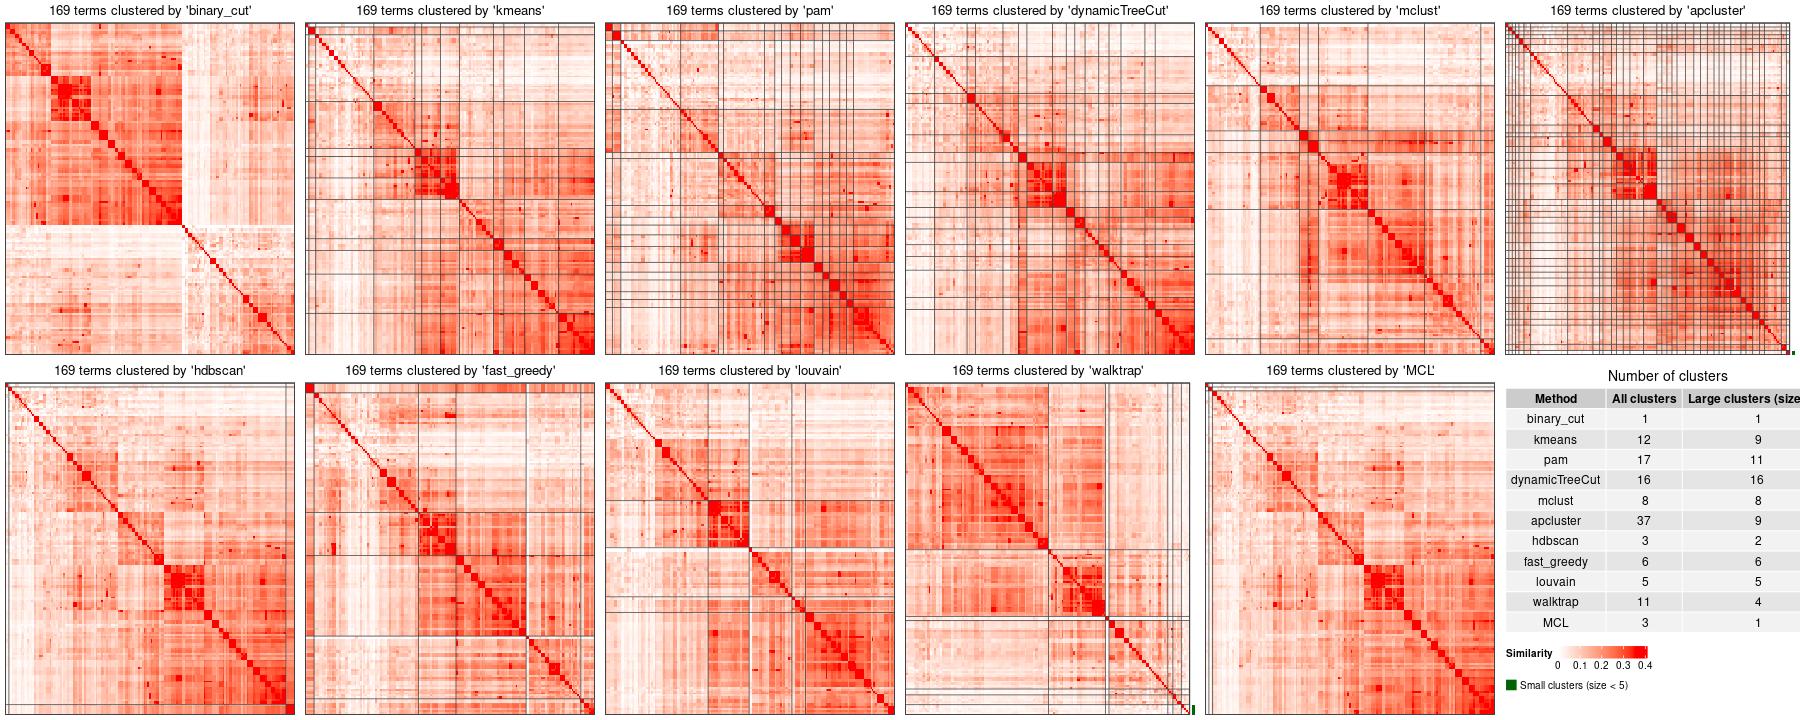 169 terms clustered by 'binary_cut'
169 terms clustered by 'kmeans'
169 terms clustered by 'pam'
169 terms clustered by 'dynamicTreeCut'
169 terms clustered by 'mclust'
169 terms clustered by 'apcluster'
169 terms clustered by 'hdbscan'
169 terms clustered by 'fast_greedy'
169 terms clustered by 'louvain'
169 terms clustered by 'walktrap'
169 terms clustered by 'MCL'
Number of clusters
Method All clusters Large clusters (size
binary_cut 1 1
kmeans 12 9
pam 17 11
dynamicTreeCut 16 16
mclust 8 8
apcluster 37 9
hdbscan 3 2
fast_greedy 6 6
louvain 5 5
walktrap 11 4
MCL 3 1
Similarity
0 0.1 0.2 0.3 0.4
Small clusters (size < 5)